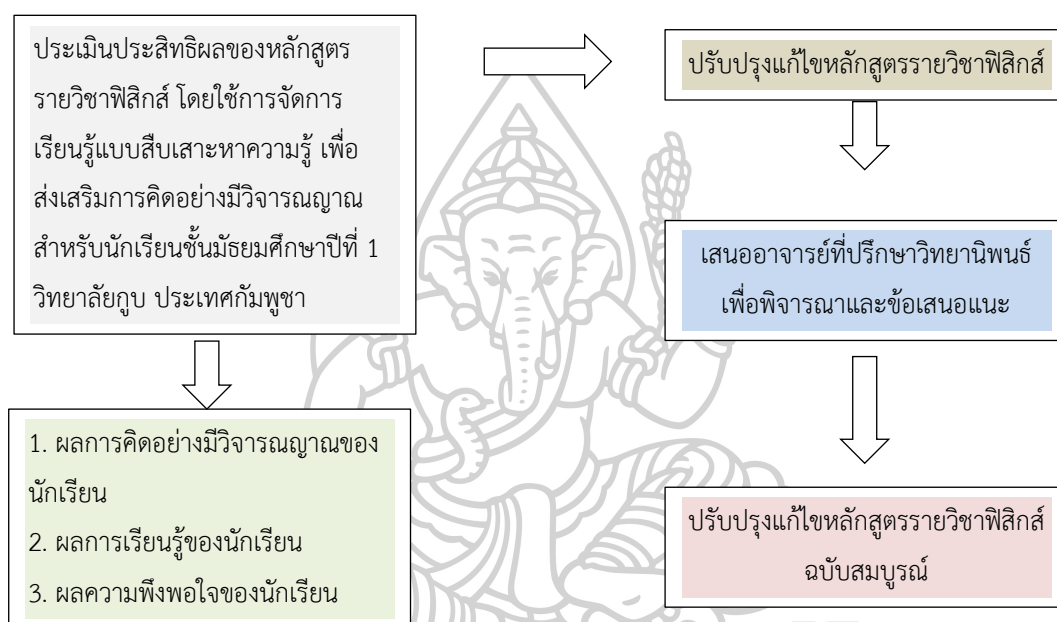 ประเมินประสิทธิผลของหลักสูตร
รายวิชาฟิสิกส์ โดยใช้การจัดการ
เรียนรู้แบบสืบเสาะหาความรู้ เพื่อ
ส่งเสริมการคิดอย่างมีวิจารณญาณ
สำหรับนักเรียนชั้นมัธยมศึกษาปีที่ 1
วิทยาลัยกูบ ประเทศกัมพูชา
1. ผลการคิดอย่างมีวิจารณญาณของ
นักเรียน
2. ผลการเรียนรู้ของนักเรียน
3. ผลความพึงพอใจของนักเรียน
ปรับปรุงแก้ไขหลักสูตรรายวิชาฟิสิกส์
เสนออาจารย์ที่ปรึกษาวิทยานิพนธ์
เพื่อพิจารณาและข้อเสนอแนะ
ปรับปรุงแก้ไขหลักสูตรรายวิชาฟิสิกส์
ฉบับสมบูรณ์